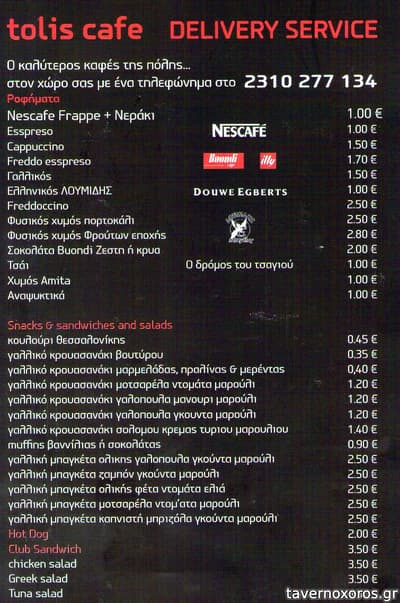 tolis cafe DELIVERY SERVICE
Ο καλύτερος καφές της πόλης...
στον χώρο σας με ένα τηλεφώνημα στο 2310 277 134
Ροφήματα
Nescafe Frappe + Νεράκι 1.00 €
Esspreso 1.00 €
NESCAFÉ
Cappuccino 1.50 €
Freddo esspreso 1.70 €
Buondi illy
Γαλλικός 1.50 €
Ελληνικός ΛΟΥΜΙΔΗΣ 1.00 €
DOUWE EGBERTS
Freddoccino 2.50 €
Φυσικός χυμός πορτοκάλι 2.50 €
Φυσικός χυμός Φρούτων εποχής 2.80 €
Σοκολάτα Buondi Ζεστη ή κρυα 2.00 €
Τσάι Ο δρόμος του τσαγιού 1.00 €
Χυμός Amita 1.00 €
Αναψυκτικά 1.00 €
Snacks & sandwiches and salads
κουλούρι θεσσαλονίκης 0.45 €
γαλλικό κρουασανάκι βουτύρου 0.35 €
γαλλικό κρουασανάκι μαρμελάδας, πραλίνας & μερέντας 0,40 €
γαλλικό κρουασανάκι μοτσαρέλα ντομάτα μαρούλι 1.20 €
γαλλικό κρουασανάκι γαλοπουλα μανουρι μαρούλι 1.20 €
γαλλικό κρουασανάκι γαλοπουλα γκουντα μαρούλι 1.20 €
γαλλικό κρουασανάκι σολομου κρεμας τυριου μαρουλιου 1.40 €
muffins βαννίλιας ή σοκολάτας 0.90 €
γαλλική μπαγκέτα ολικης γαλοπουλα γκούντα μαρούλι 2.50 €
γαλλική μπαγκέτα ζαμπόν γκούντα μαρούλι 2.50 €
γαλλική μπαγκέτα ολικής φέτα ντομάτα ελιά 2.50 €
γαλλική μπαγκέτα μοτσαρέλα ντομ'ατα μαρούλι 2.50 €
γαλλική μπαγκέτα καπνιστή μπριζόλα γκούντα μαρούλι 2.50 €
Hot Dog 2.00 €
Club Sandwich 3.50 €
chicken salad 3.50 €
Greek salad 3.50 €
Tuna salad 3.50 €
tavernoxoros.gr